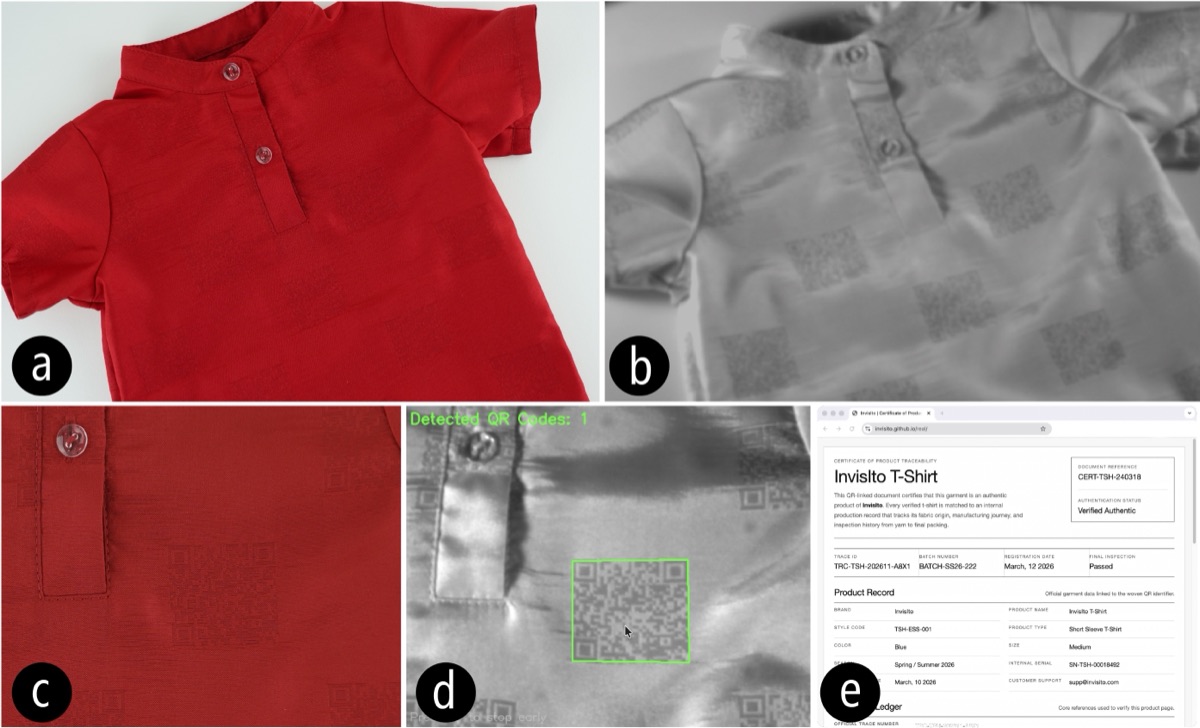 a
b
c
Detected QR Codes: 1
d
Invisito | Certificate of Produ
invisito.github.io/invi/
CERTIFICATE OF PRODUCT TRACEABILITY
InvisIto T-Shirt
This QR-linked document certifies that this garment is an authentic
product of Invisito. Every verified t-shirt is matched to an internal
production record that tracks its fabric origin, manufacturing journey, and
inspection history from yarn to final packing.
DOCUMENT REFERENCE
CERT-TSH-240318
AUTHENTICATION STATUS
Verified Authentic
TRACE ID BATCH NUMBER REGISTRATION DATE FINAL INSPECTION
TRC-TSH-202611-A8X1 BATCH-SS26-222 March, 12 2026 Passed
Product Record Official garment data linked to the woven QR identifier.
BRAND Invisito PRODUCT NAME Invisito T-Shirt
STYLE CODE TSH-ESS-001 PRODUCT TYPE Short Sleeve T-Shirt
COLOR Blue SIZE Medium
Spring / Summer 2026 INTERNAL SERIAL SN-TSH-00018492
March, 10 2026 CUSTOMER SUPPORT supp@invisito.com
e
Ledger Core references used to verify this product page.
OFFICIAL TRADE NUMBER